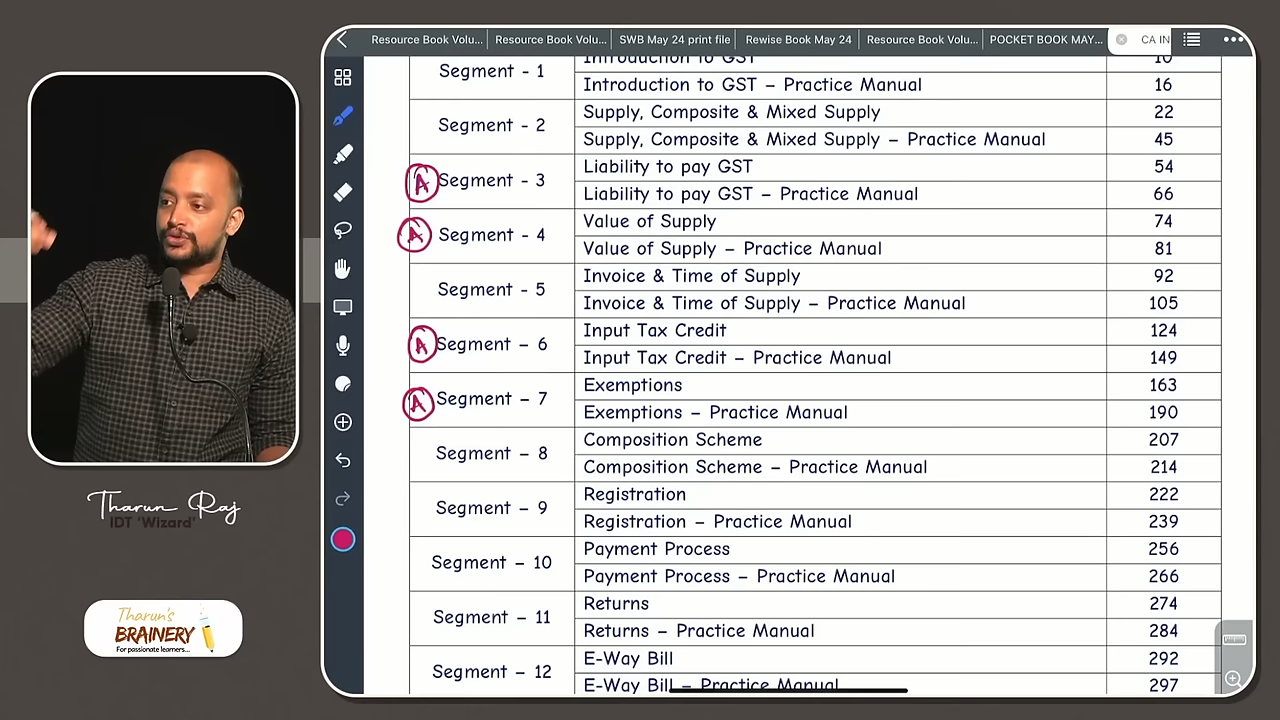 Resource Book Volu... Resource Book Volu... SWB May 24 print file Rewise Book May 24 Resource Book Volu... POCKET BOOK MAY... CA IN
Segment - 1
Introduction to GST 10
Introduction to GST – Practice Manual 16
Segment - 2
Supply, Composite & Mixed Supply 22
Supply, Composite & Mixed Supply – Practice Manual 45
A Segment - 3
Liability to pay GST 54
Liability to pay GST – Practice Manual 66
A Segment - 4
Value of Supply 74
Value of Supply – Practice Manual 81
Segment - 5
Invoice & Time of Supply 92
Invoice & Time of Supply – Practice Manual 105
A Segment – 6
Input Tax Credit 124
Input Tax Credit – Practice Manual 149
A Segment – 7
Exemptions 163
Exemptions – Practice Manual 190
Segment – 8
Composition Scheme 207
Composition Scheme – Practice Manual 214
Segment – 9
Registration 222
Registration – Practice Manual 239
Segment – 10
Payment Process 256
Payment Process – Practice Manual 266
Segment – 11
Returns 274
Returns – Practice Manual 284
Segment – 12
E-Way Bill 292
E-Way Bill – Practice Manual 297
Tharun Raj
IDT 'Wizard'
Tharun's
BRAINERY
For passionate learners...